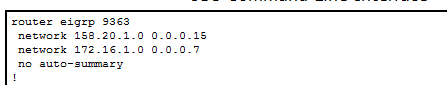 router eigrp 9363
network 158.20.1.0 0.0.0.15
network 172.16.1.0 0.0.0.7
no auto-summary
!